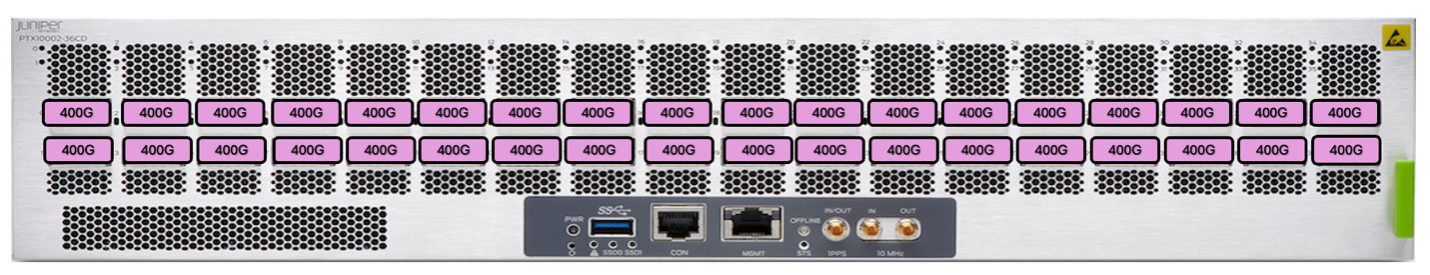 JUNIPER
NETWORKS
PTX10002-36CD
0 2 4 6 8 10 12 14 16 18 20 22 24 26 28 30 32 34
400G 400G 400G 400G 400G 400G 400G 400G 400G 400G 400G 400G 400G 400G 400G 400G 400G 400G
400G 400G 400G 400G 400G 400G 400G 400G 400G 400G 400G 400G 400G 400G 400G 400G 400G 400G
PWR SS OFFLINE IN/OUT IN OUT
SSD0 SSD1 CON MGMT STS 1PPS 10 MHz